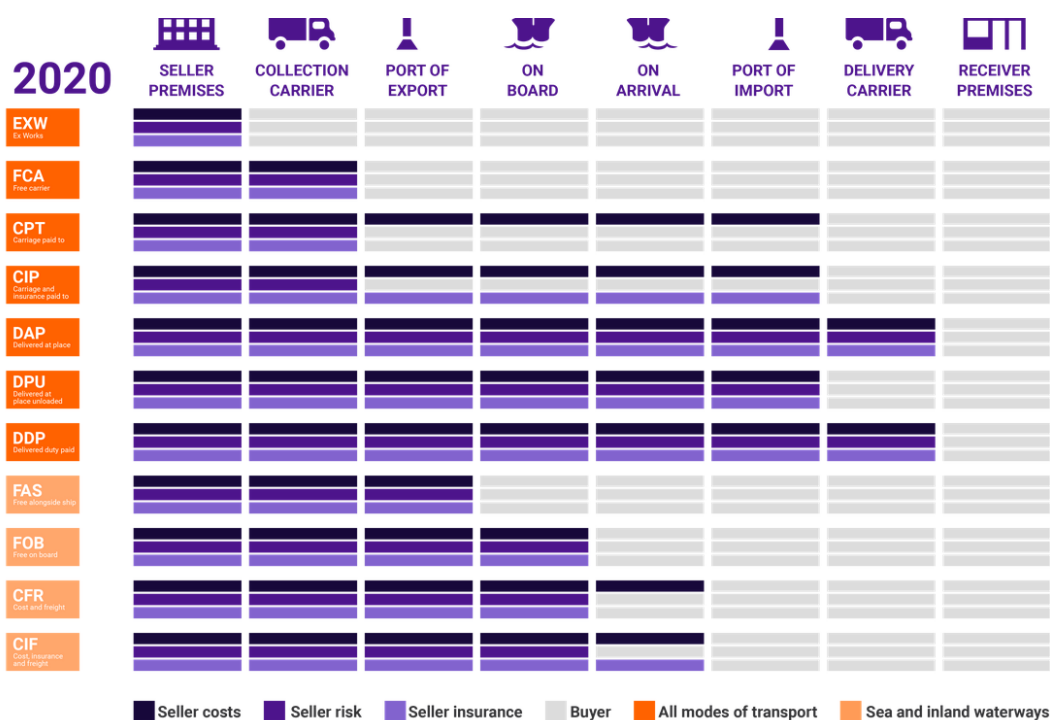 2020
SELLER
PREMISES
COLLECTION
CARRIER
PORT OF
EXPORT
ON
BOARD
ON
ARRIVAL
PORT OF
IMPORT
DELIVERY
CARRIER
RECEIVER
PREMISES
EXW
Ex Works
FCA
Free carrier
CPT
Carriage paid to
CIP
Carriage and
insurance paid to
DAP
Delivered at place
DPU
Delivered at
place unloaded
DDP
Delivered duty paid
FAS
Free alongside ship
FOB
Free on board
CFR
Cost and freight
CIF
Cost, insurance
and freight
Seller costs
Seller risk
Seller insurance
Buyer
All modes of transport
Sea and inland waterways